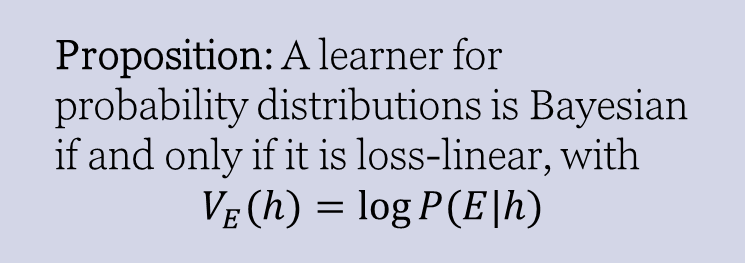 Proposition: A learner for
probability distributions is Bayesian
if and only if it is loss-linear, with
V_E(h) = log P(E|h)